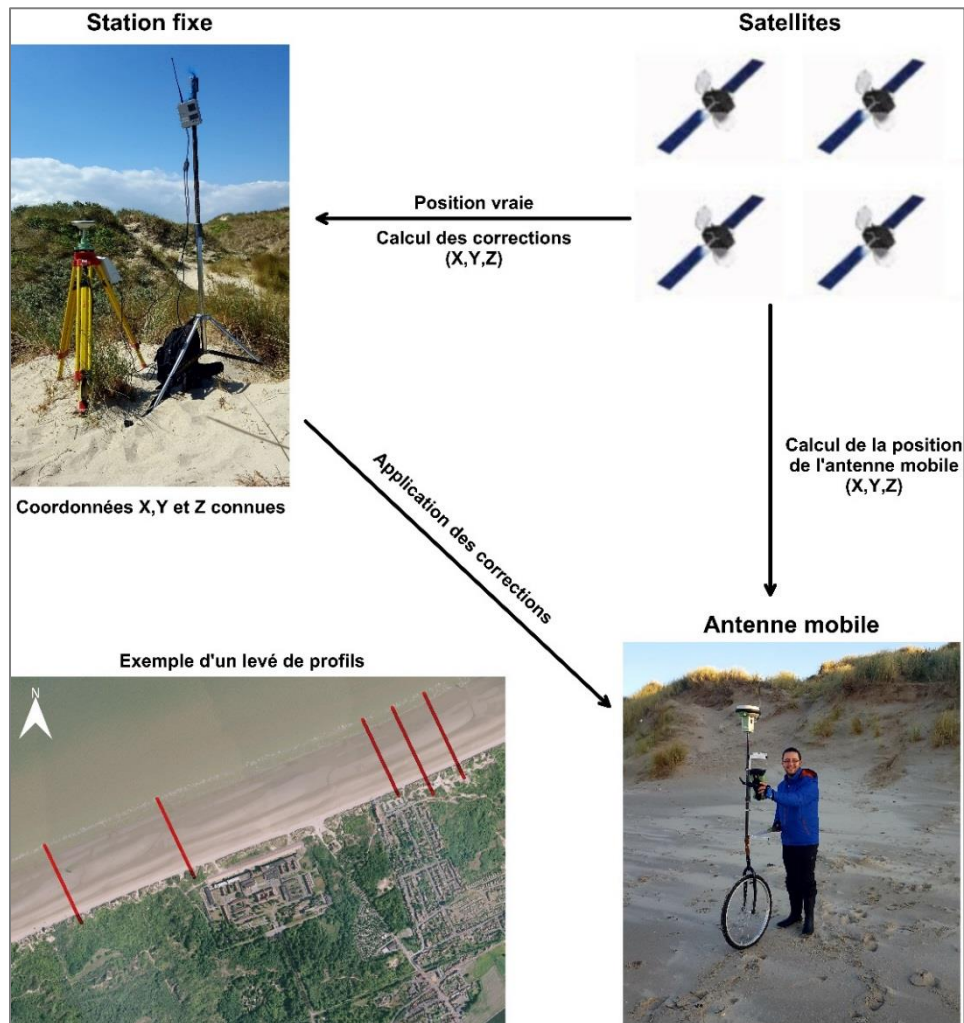 Station fixe
Satellites
Position vraie
Calcul des corrections
(X,Y,Z)
Coordonnées X,Y et Z connues
Application des corrections
Calcul de la position
de l'antenne mobile
(X,Y,Z)
Antenne mobile
Exemple d'un levé de profils
N